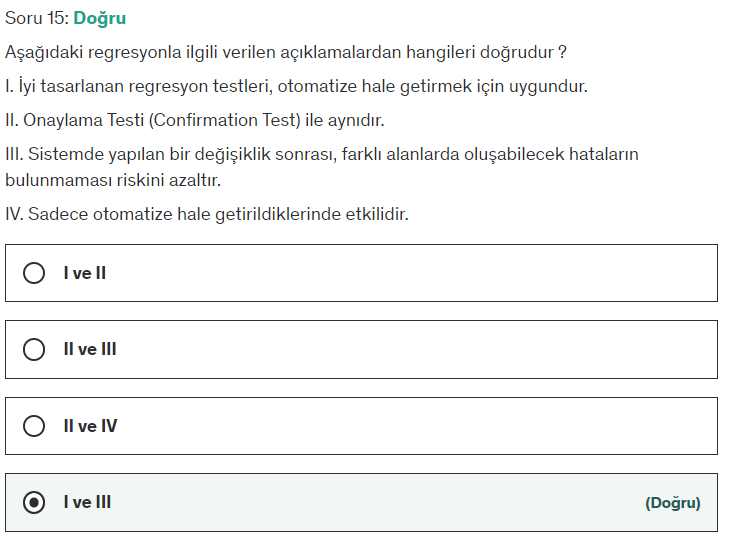 Soru 15: Doğru
Aşağıdaki regresyonla ilgili verilen açıklamalardan hangileri doğrudur ?
I. İyi tasarlanan regresyon testleri, otomatize hale getirmek için uygundur.
II. Onaylama Testi (Confirmation Test) ile aynıdır.
III. Sistemde yapılan bir değişiklik sonrası, farklı alanlarda oluşabilecek hataların
bulunmaması riskini azaltır.
IV. Sadece otomatize hale getirildiklerinde etkilidir.
I ve II
II ve III
II ve IV
I ve III (Doğru)